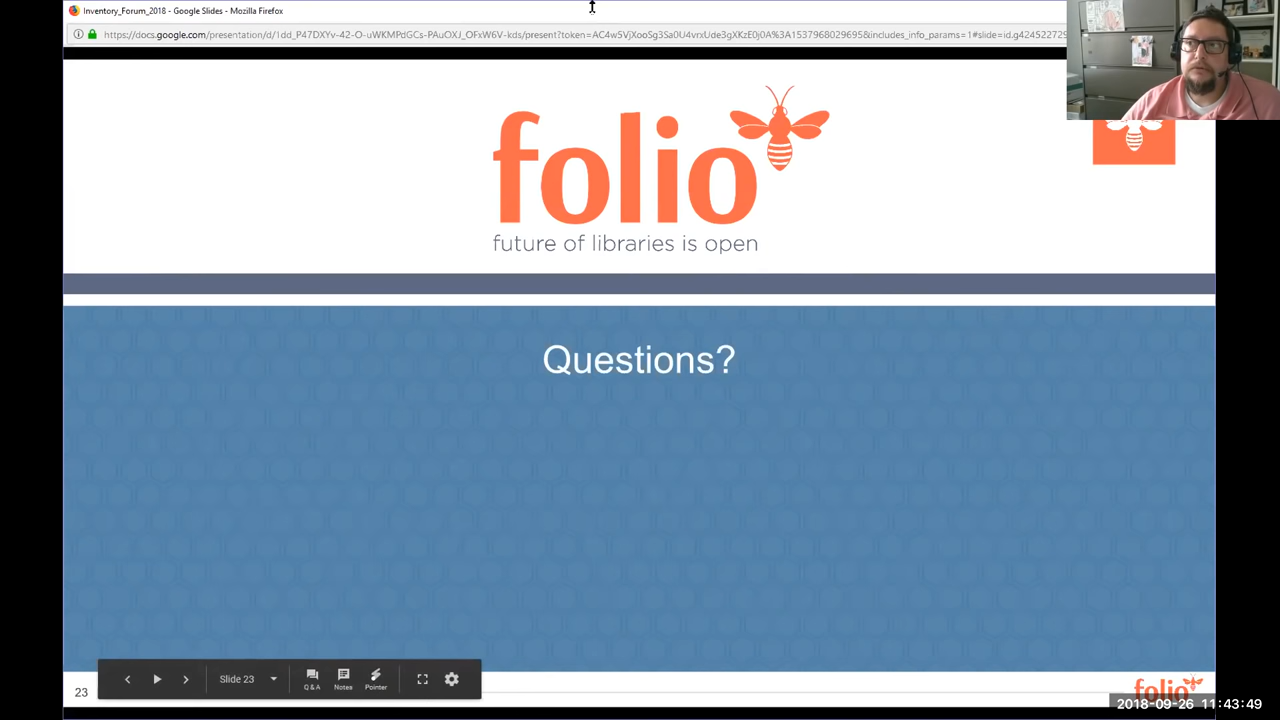 Inventory_Forum_2018 - Google Slides - Mozilla Firefox
https://docs.google.com/presentation/d/1dd_P47DXYv-42-O-uWKMPdGCs-PAuOXJ_OFxW6V-kds/present?token=AC4w5VjXooSg3Sa0U4vrxUde3gXKzE0j0A%3A1537968029695&includes_info_params=1#slide=id.g424522729
folio
future of libraries is open
Questions?
Slide 23
Q & A
Notes
Pointer
23
folio
2018-09-26 11:43:49